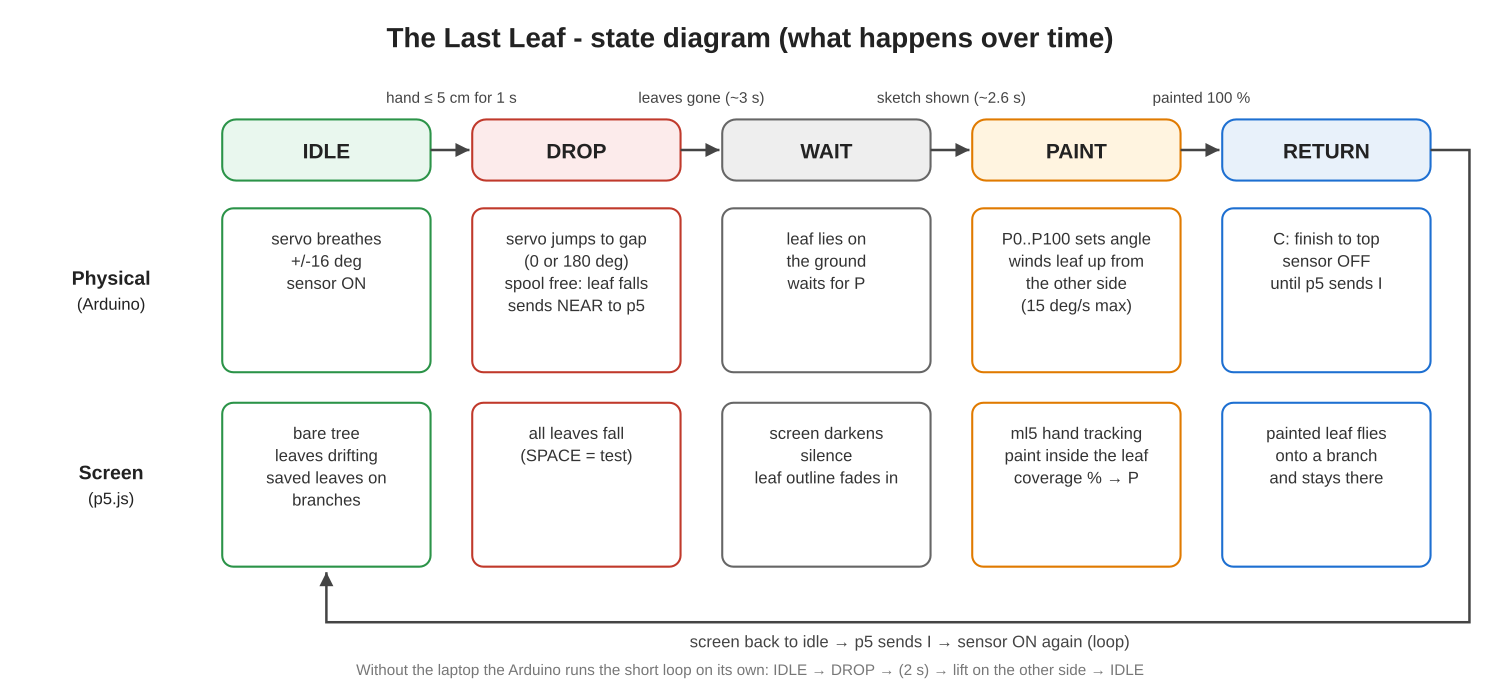 The Last Leaf - state diagram (what happens over time)
hand ≤ 5 cm for 1 s
leaves gone (~3 s)
sketch shown (~2.6 s)
painted 100 %
IDLE
DROP
WAIT
PAINT
RETURN
Physical
(Arduino)
servo breathes
+/-16 deg
sensor ON
servo jumps to gap
(0 or 180 deg)
spool free: leaf falls
sends NEAR to p5
leaf lies on
the ground
waits for P
P0..P100 sets angle
winds leaf up from
the other side
(15 deg/s max)
C: finish to top
sensor OFF
until p5 sends I
Screen
(p5.js)
bare tree
leaves drifting
saved leaves on
branches
all leaves fall
(SPACE = test)
screen darkens
silence
leaf outline fades in
ml5 hand tracking
paint inside the leaf
coverage % → P
painted leaf flies
onto a branch
and stays there
screen back to idle → p5 sends I → sensor ON again (loop)
Without the laptop the Arduino runs the short loop on its own: IDLE → DROP → (2 s) → lift on the other side → IDLE